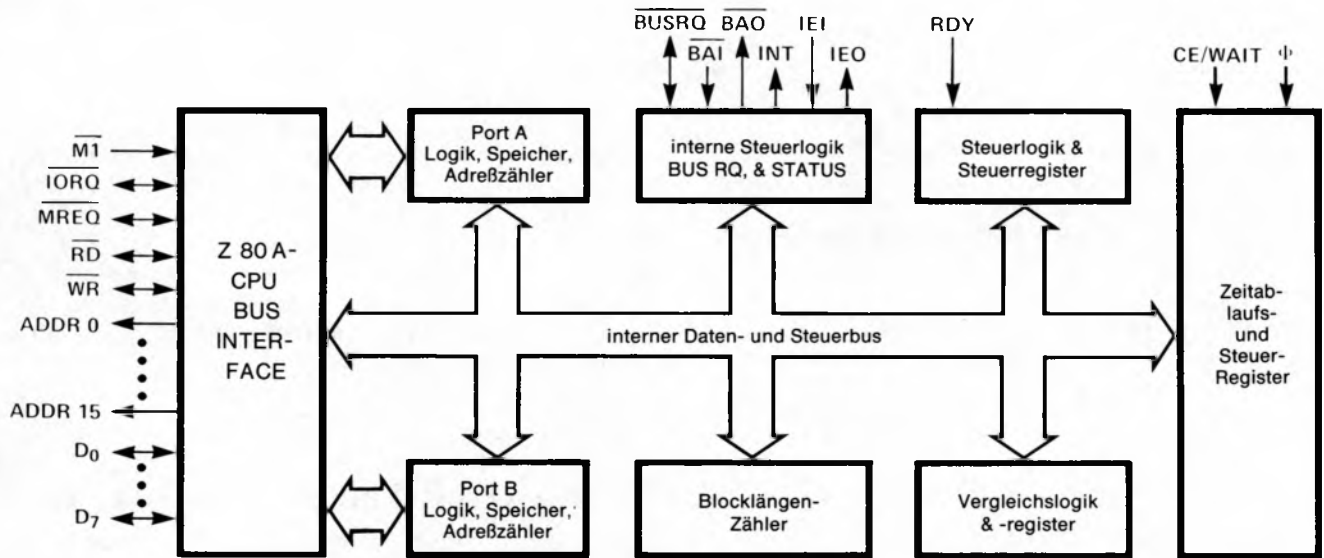 BUSRQ
BAO
IEI
RDY
BAI
INT
IEO
CE/WAIT Φ
M1
IORQ
MREQ
RD
WR
ADDR 0
ADDR 15
D0
D7
Z 80 A-
CPU
BUS
INTER-
FACE
Port A
Logik, Speicher,
Adreßzähler
interne Steuerlogik
BUS RQ, & STATUS
Steuerlogik &
Steuerregister
interner Daten- und Steuerbus
Port B
Logik, Speicher,
Adreßzähler
Blocklängen-
Zähler
Vergleichslogik
& -register
Zeitab-
laufs-
und
Steuer-
Register